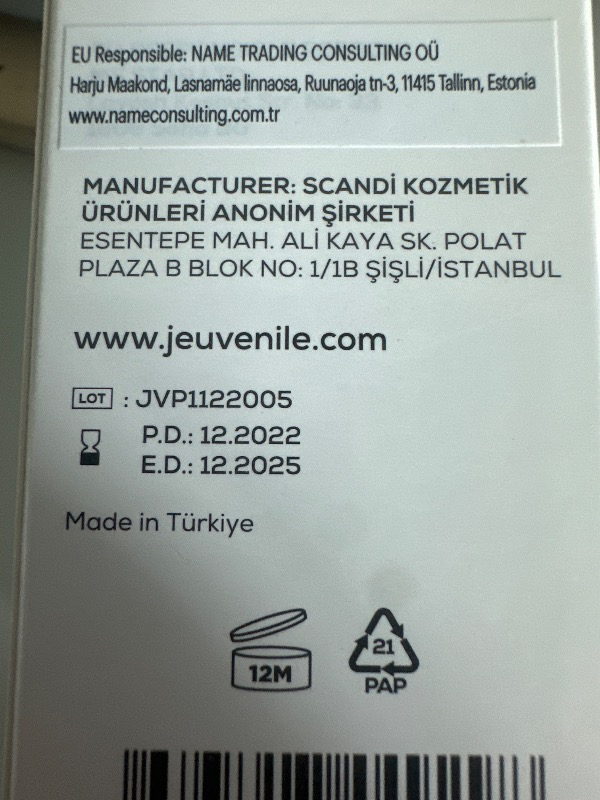 EU Responsible: NAME TRADING CONSULTING OÜ
Harju Maakond, Lasnamäe linnaosa, Ruunaoja tn-3, 11415 Tallinn, Estonia
www.nameconsulting.com.tr
MANUFACTURER: SCANDİ KOZMETİK
ÜRÜNLERİ ANONİM ŞİRKETİ
ESENTEPE MAH. ALİ KAYA SK. POLAT
PLAZA B BLOK NO: 1/1B ŞİŞLİ/İSTANBUL
www.jeuvenile.com
LOT : JVP1122005
P.D.: 12.2022
E.D.: 12.2025
Made in Türkiye
12M
21
PAP